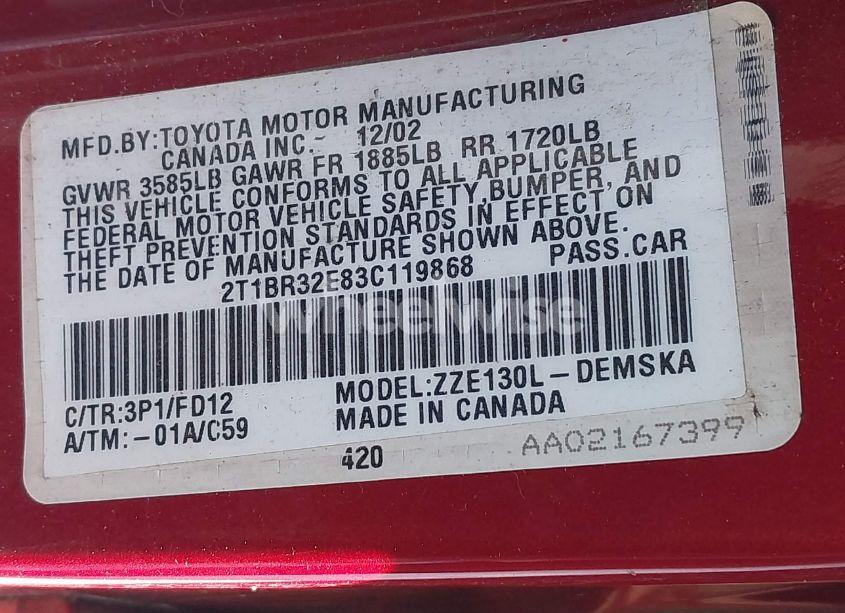 MFD.BY:TOYOTA MOTOR MANUFACTURING
CANADA INC. 12/02
GVWR 3585LB GAWR FR 1885LB RR 1720LB
THIS VEHICLE CONFORMS TO ALL APPLICABLE
FEDERAL MOTOR VEHICLE SAFETY,BUMPER, AND
THEFT PREVENTION STANDARDS IN EFFECT ON
THE DATE OF MANUFACTURE SHOWN ABOVE.
2T1BR32E83C119868 PASS.CAR
wheelwise
C/TR:3P1/FD12 MODEL:ZZE130L-DEMSKA
A/TM:-01A/C59 MADE IN CANADA
420 AA02167399